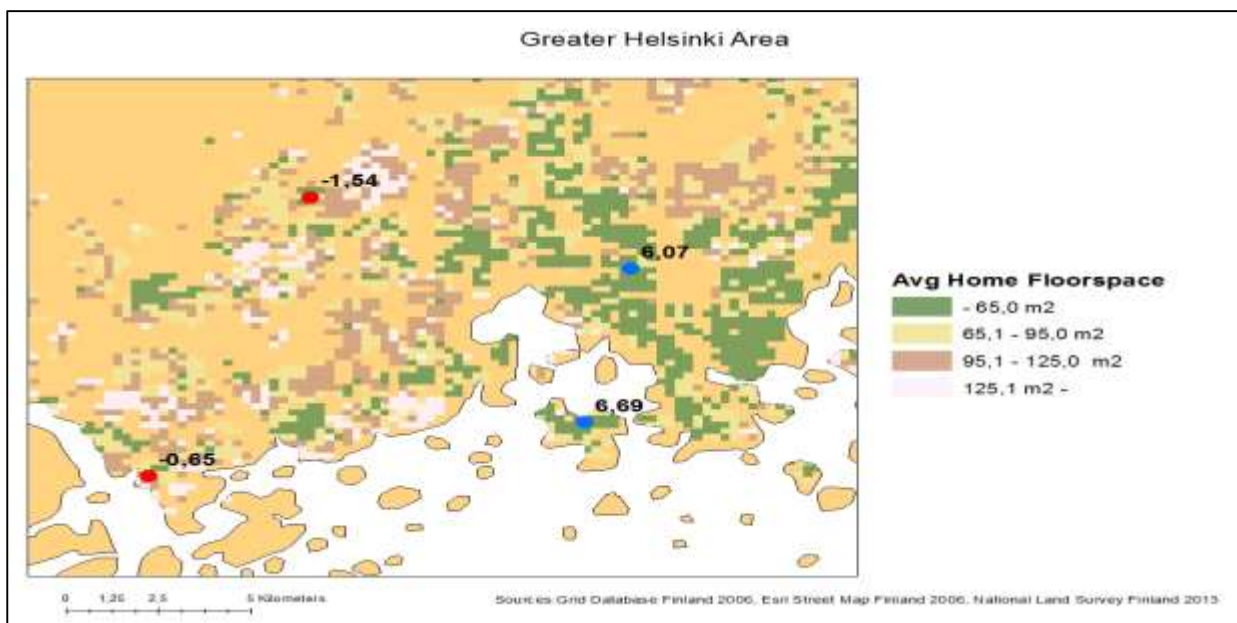 Greater Helsinki Area
-1,54
6,07
6,69
-0,65
Avg Home Floorspace
- 65,0 m2
65,1 - 95,0 m2
95,1 - 125,0 m2
125,1 m2 -
0 1,25 2,5 5 Kilometers
Sources Grid Database Finland 2006, Esri Street Map Finland 2006, National Land Survey Finland 2013